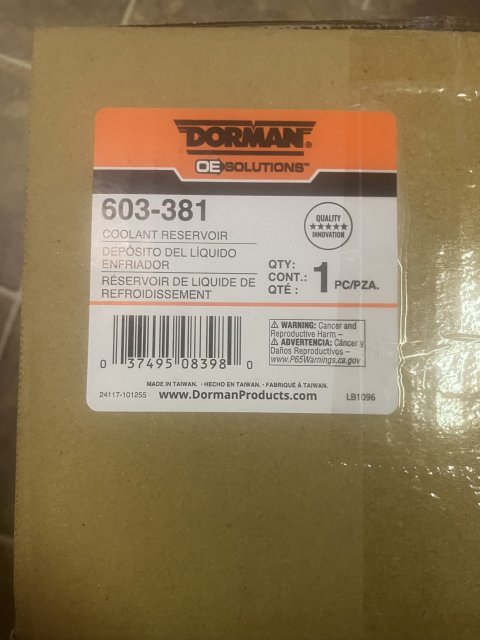 DORMAN®
OE SOLUTIONS™
603-381
COOLANT RESERVOIR
DEPÓSITO DEL LÍQUIDO
ENFRIADOR
RÉSERVOIR DE LIQUIDE DE
REFROIDISSEMENT
QUALITY
★★★★★
INNOVATION
QTY:
CONT.:
QTÉ :
1 PC/PZA.
0 37495 08398 0
⚠ WARNING: Cancer and
Reproductive Harm –
⚠ ADVERTENCIA: Cáncer y
Daños Reproductivos –
www.P65Warnings.ca.gov
MADE IN TAIWAN. · HECHO EN TAIWAN. · FABRIQUÉ À TAIWAN.
24117-101255 www.DormanProducts.com LB1096